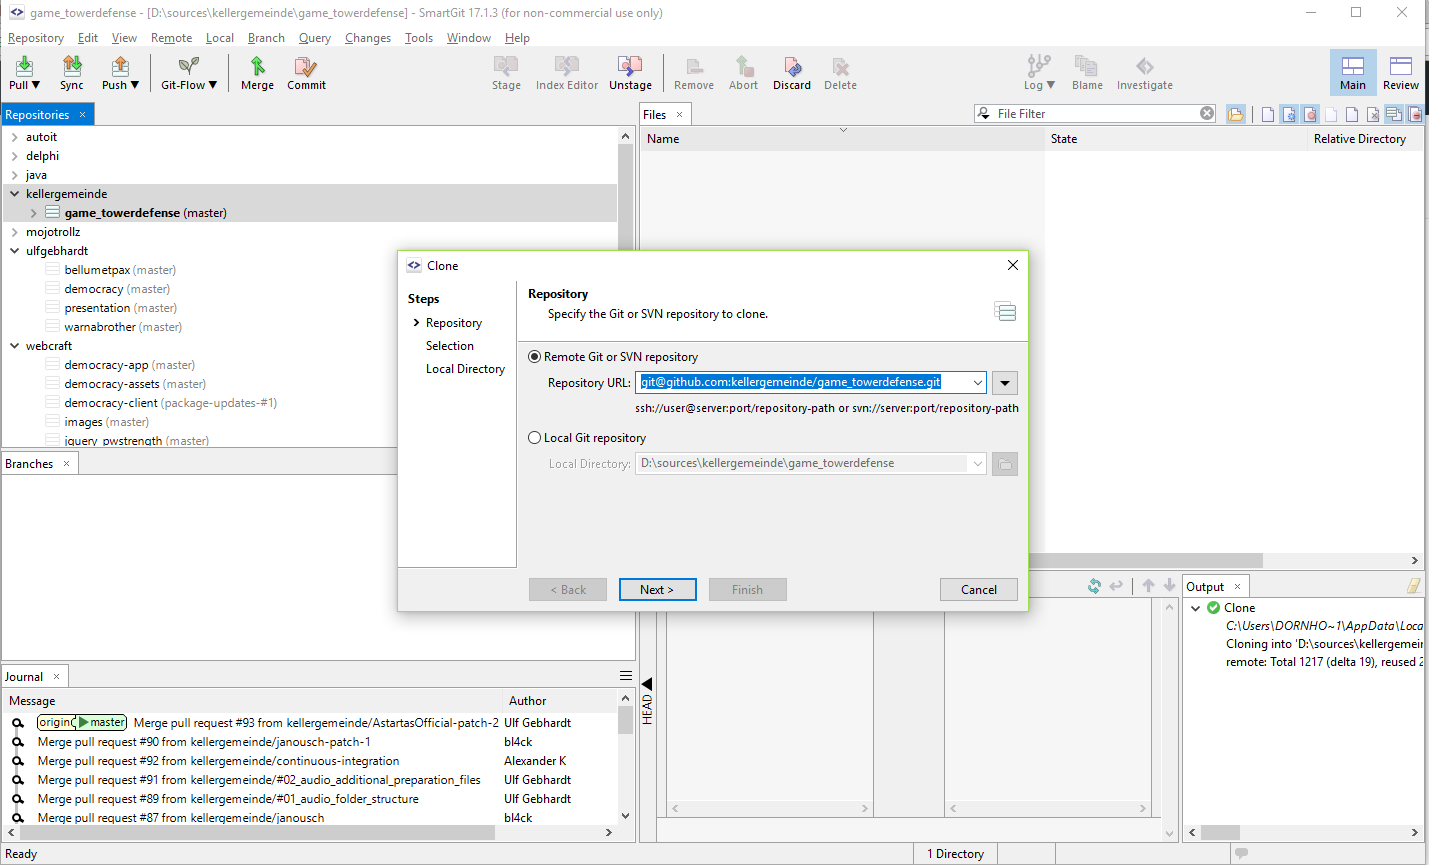 game_towerdefense - [D:\sources\kellergemeinde\game_towerdefense] - SmartGit 17.1.3 (for non-commercial use only)
Repository Edit View Remote Local Branch Query Changes Tools Window Help
Pull Sync Push Git-Flow Merge Commit Stage Index Editor Unstage Remove Abort Discard Delete Log Blame Investigate Main Review
Repositories
autoit
delphi
java
kellergemeinde
game_towerdefense (master)
mojotrollz
ulfgebhardt
bellumetpax (master)
democracy (master)
presentation (master)
warnabrother (master)
webcraft
democracy-app (master)
democracy-assets (master)
democracy-client (package-updates-#1)
images (master)
jquery_pwstrength (master)
Files
File Filter
Name State Relative Directory
Clone
Steps
Repository
Selection
Local Directory
Repository
Specify the Git or SVN repository to clone.
Remote Git or SVN repository
Repository URL: git@github.com:kellergemeinde/game_towerdefense.git
ssh://user@server:port/repository-path or svn://server:port/repository-path
Local Git repository
Local Directory: D:\sources\kellergemeinde\game_towerdefense
< Back Next > Finish Cancel
Branches
Journal
Message Author
origin master Merge pull request #93 from kellergemeinde/AstartasOfficial-patch-2 Ulf Gebhardt
Merge pull request #90 from kellergemeinde/janousch-patch-1 bl4ck
Merge pull request #92 from kellergemeinde/continuous-integration Alexander K
Merge pull request #91 from kellergemeinde/#02_audio_additional_preparation_files Ulf Gebhardt
Merge pull request #89 from kellergemeinde/#01_audio_folder_structure Ulf Gebhardt
Merge pull request #87 from kellergemeinde/janousch bl4ck
HEAD
Output
Clone
C:\Users\DORNHO~1\AppData\Loca
Cloning into 'D:\sources\kellergemein
remote: Total 1217 (delta 19), reused 2
Ready
1 Directory